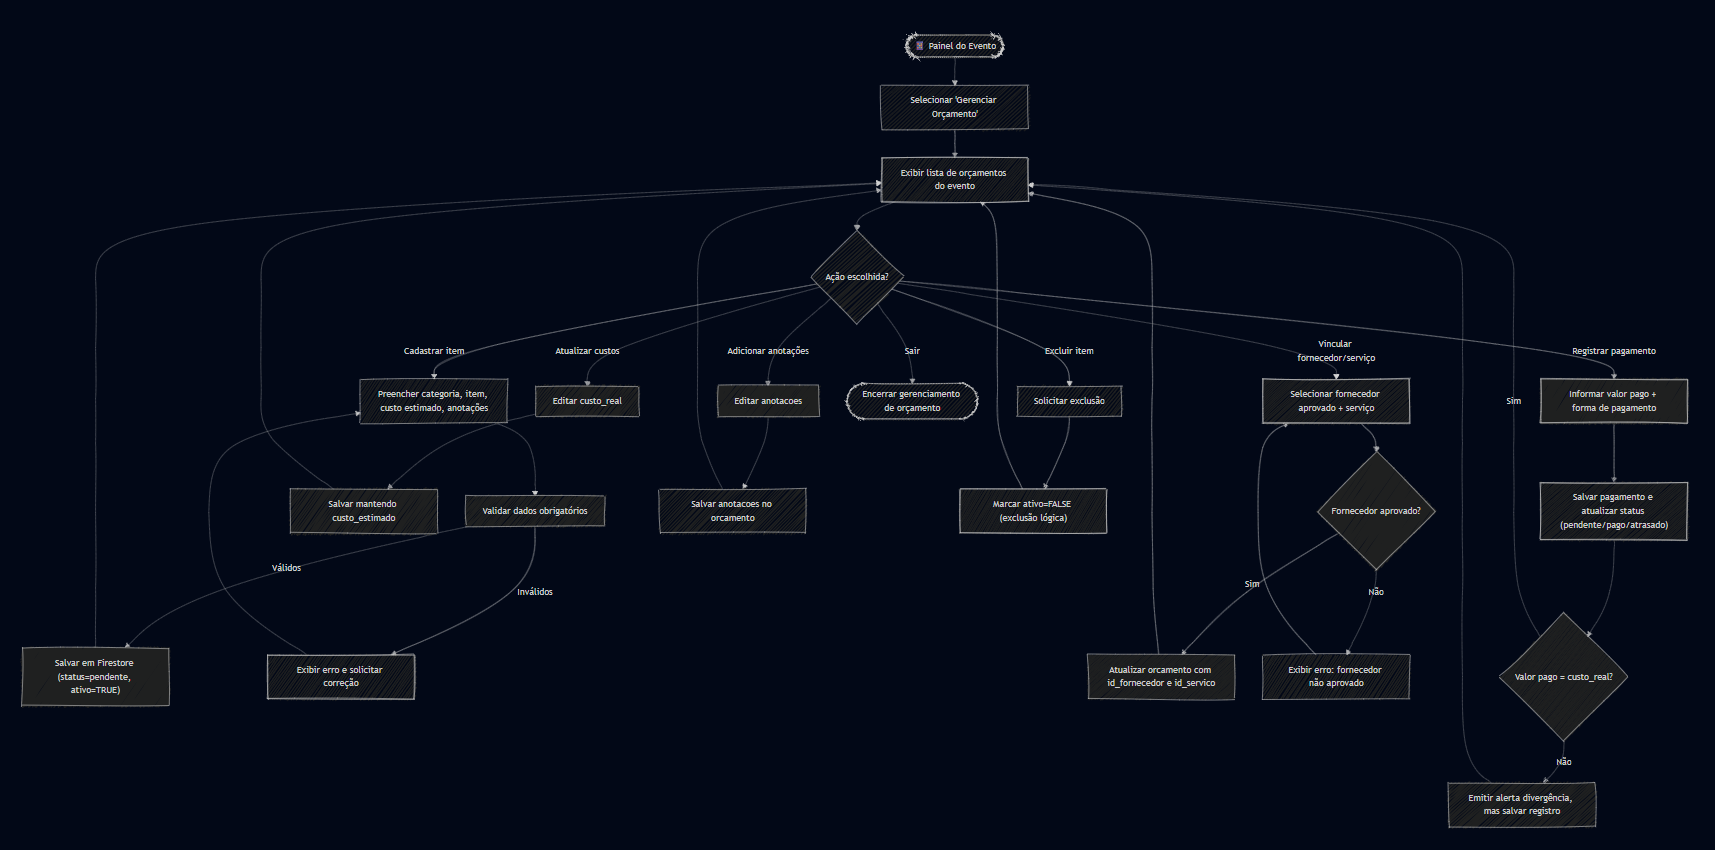 Painel do Evento
Selecionar 'Gerenciar
Orçamento'
Exibir lista de orçamentos
do evento
Ação escolhida?
Cadastrar item
Atualizar custos
Adicionar anotações
Sair
Excluir item
Vincular
fornecedor/serviço
Registrar pagamento
Preencher categoria, item,
custo estimado, anotações
Editar custo_real
Editar anotacoes
Encerrar gerenciamento
de orçamento
Solicitar exclusão
Selecionar fornecedor
aprovado + serviço
Sim
Informar valor pago +
forma de pagamento
Salvar mantendo
custo_estimado
Validar dados obrigatórios
Salvar anotacoes no
orcamento
Marcar ativo=FALSE
(exclusão lógica)
Fornecedor aprovado?
Salvar pagamento e
atualizar status
(pendente/pago/atrasado)
Válidos
Inválidos
Sim
Não
Salvar em Firestore
(status=pendente,
ativo=TRUE)
Exibir erro e solicitar
correção
Atualizar orcamento com
id_fornecedor e id_servico
Exibir erro: fornecedor
não aprovado
Valor pago = custo_real?
Não
Emitir alerta divergência,
mas salvar registro